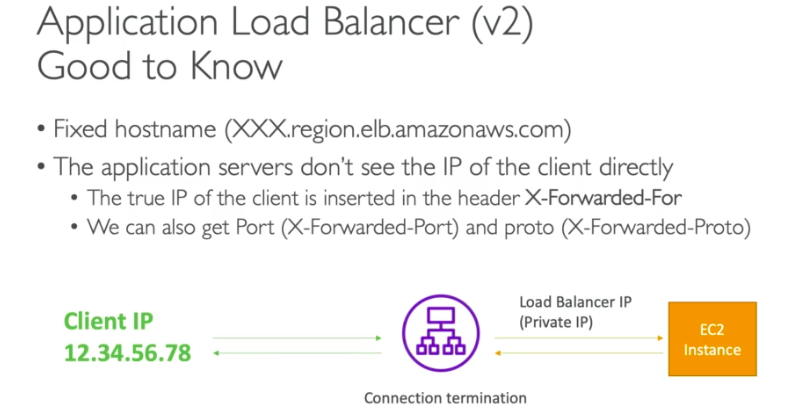 Application Load Balancer (v2)
Good to Know
• Fixed hostname (XXX.region.elb.amazonaws.com)
• The application servers don't see the IP of the client directly
• The true IP of the client is inserted in the header X-Forwarded-For
• We can also get Port (X-Forwarded-Port) and proto (X-Forwarded-Proto)
Client IP
12.34.56.78
Load Balancer IP
(Private IP)
EC2
Instance
Connection termination